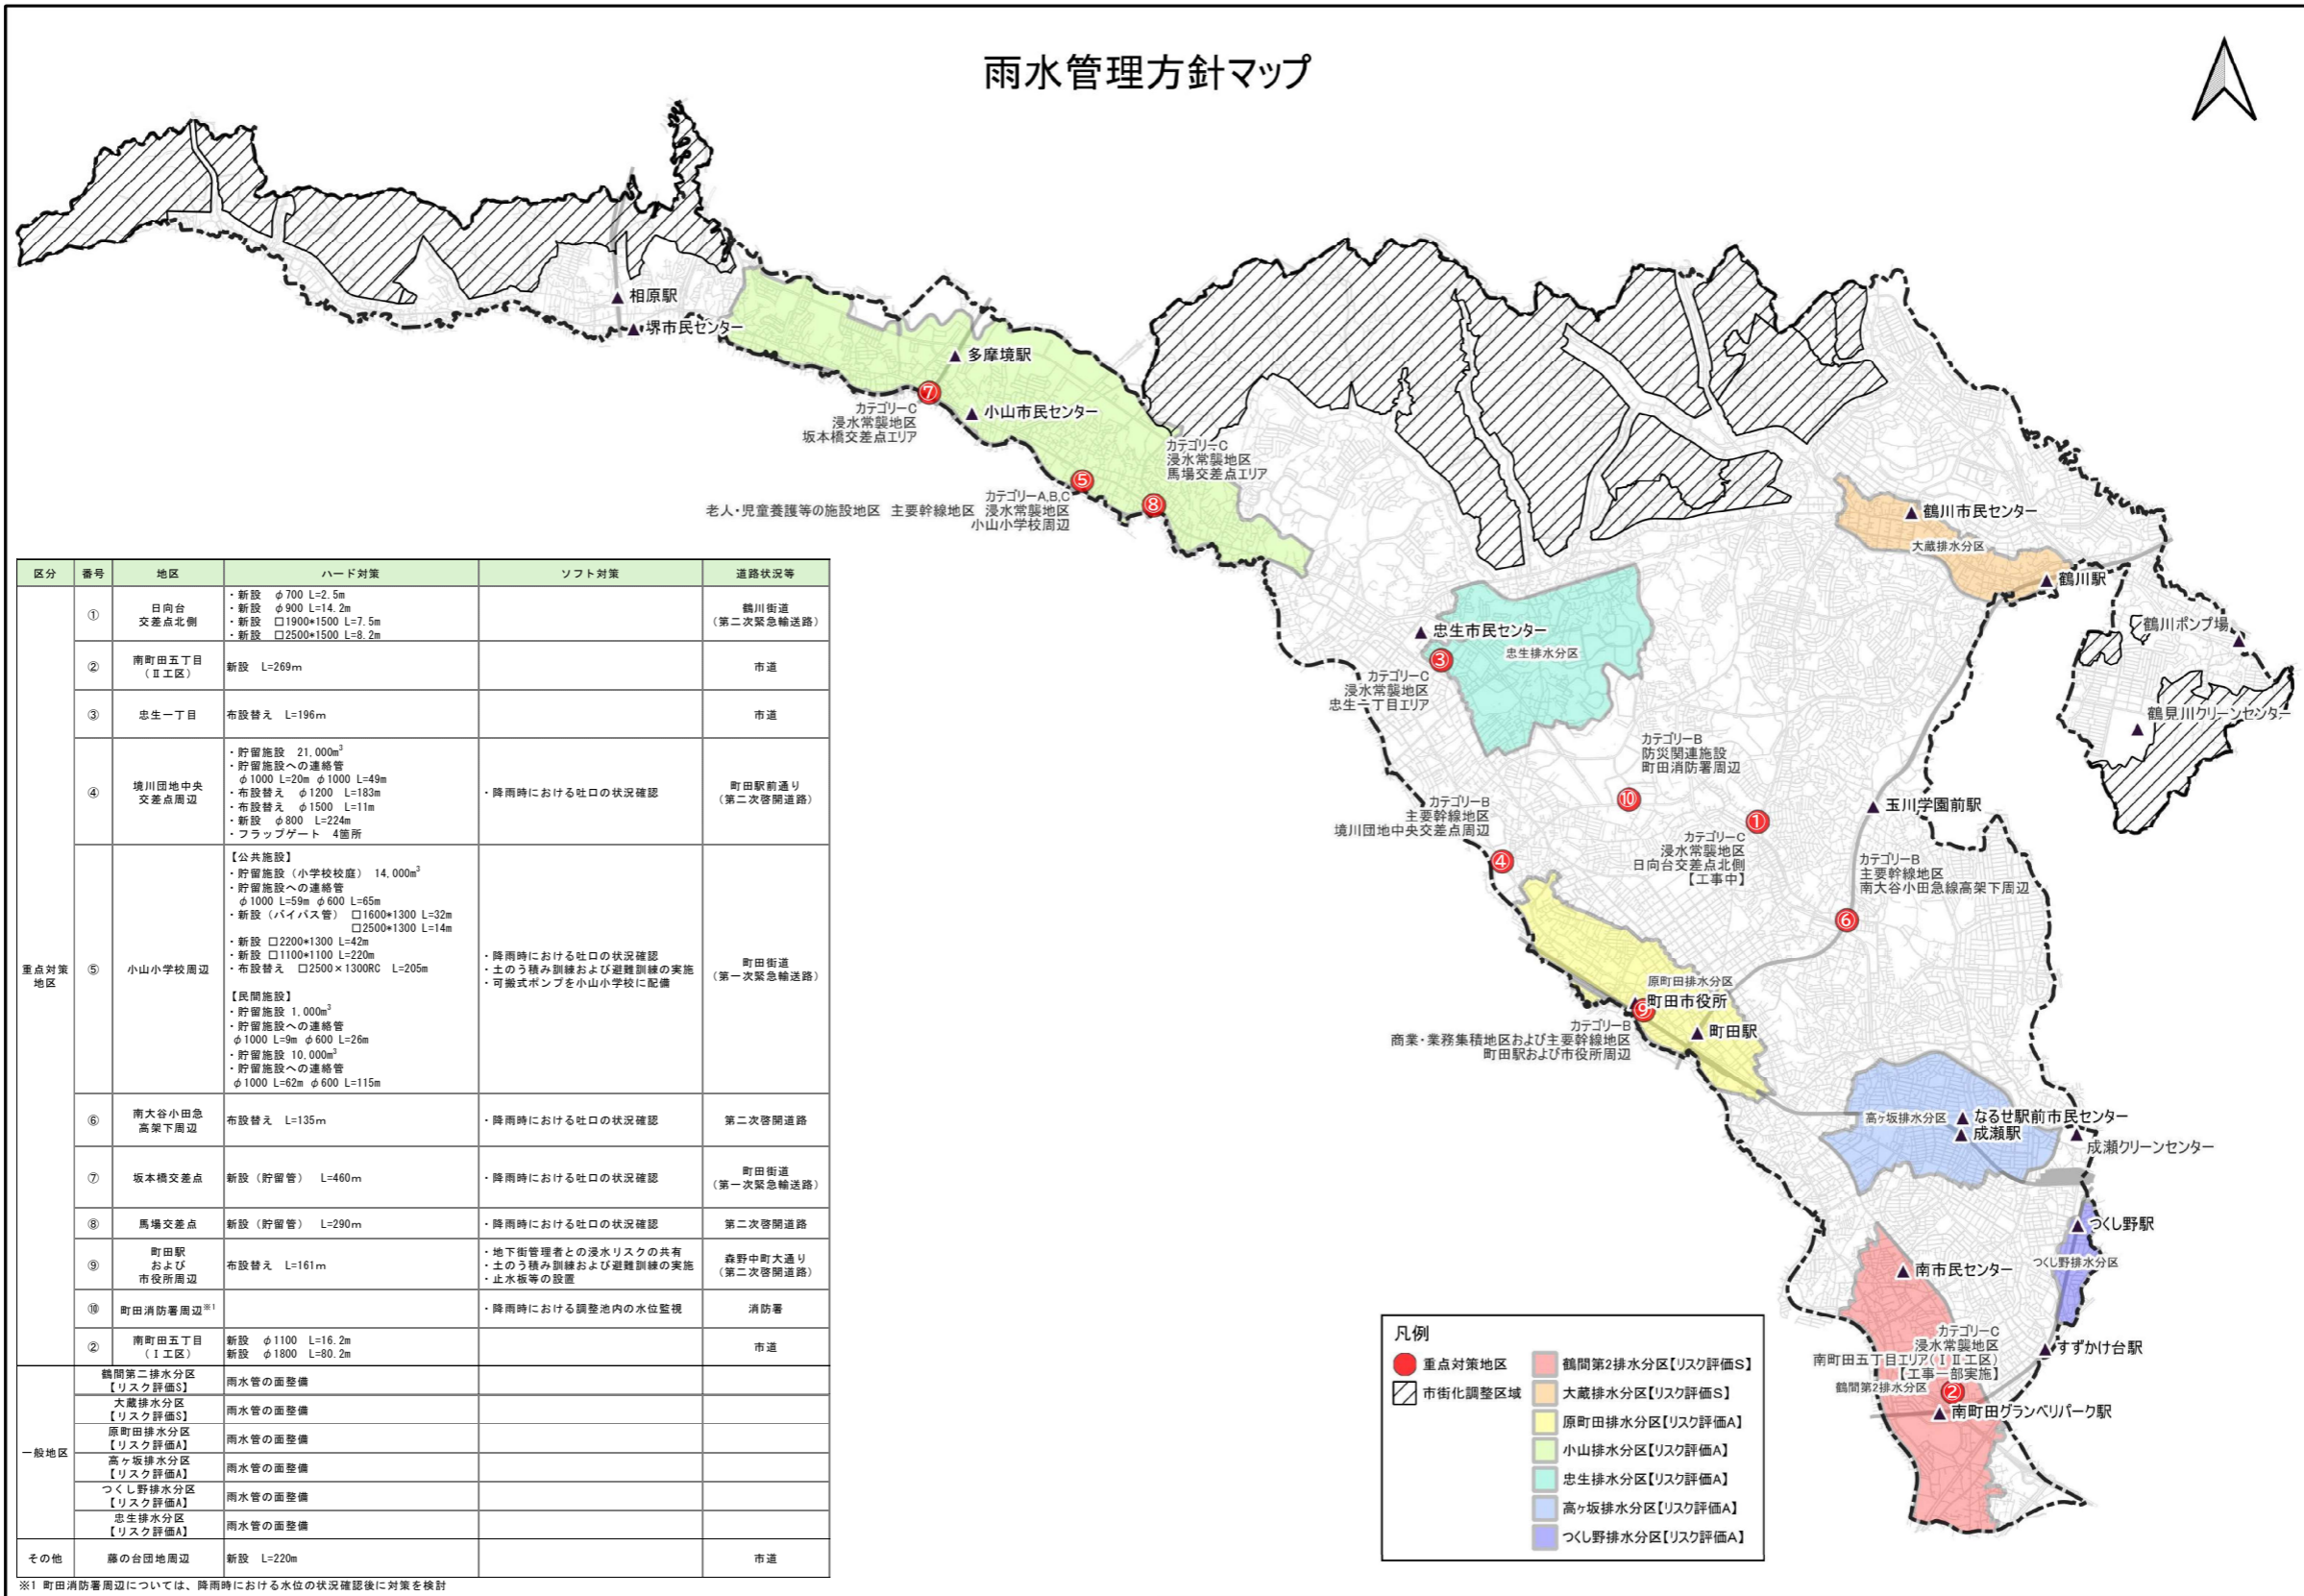 雨水管理方針マップ
相原駅
堺市民センター
多摩境駅
⑦
カテゴリーC
浸水常襲地区
坂本橋交差点エリア
小山市民センター
カテゴリーC
浸水常襲地区
馬場交差点エリア
⑤
⑧
カテゴリーA,B,C
老人・児童養護等の施設地区 主要幹線地区 浸水常襲地区
小山小学校周辺
鶴川市民センター
大蔵排水分区
鶴川駅
鶴川ポンプ場
鶴見川クリーンセンター
忠生市民センター
忠生排水分区
③
カテゴリーC
浸水常襲地区
忠生一丁目エリア
カテゴリーB
防災関連施設
町田消防署周辺
⑩
カテゴリーB
主要幹線地区
境川団地中央交差点周辺
④
①
カテゴリーC
浸水常襲地区
日向台交差点北側
【工事中】
玉川学園前駅
カテゴリーB
主要幹線地区
南大谷小田急線高架下周辺
⑥
原町田排水分区
町田市役所
⑨
町田駅
カテゴリーB
商業・業務集積地区および主要幹線地区
町田駅および市役所周辺
高ヶ坂排水分区
なるせ駅前市民センター
成瀬駅
成瀬クリーンセンター
つくし野駅
つくし野排水分区
南市民センター
カテゴリーC
浸水常襲地区
南町田五丁目エリア(ⅠⅡ工区)
【工事一部実施】
すずかけ台駅
鶴間第2排水分区
②
南町田グランベリパーク駅
区分 番号 地区 ハード対策 ソフト対策 道路状況等
重点対策
地区
① 日向台
交差点北側
・新設 φ700 L=2.5m
・新設 φ900 L=14.2m
・新設 □1900*1500 L=7.5m
・新設 □2500*1500 L=8.2m
鶴川街道
(第二次緊急輸送路)
② 南町田五丁目
(Ⅱ工区)
新設 L=269m
市道
③ 忠生一丁目 布設替え L=196m 市道
④ 境川団地中央
交差点周辺
・貯留施設 21,000m³
・貯留施設への連絡管
φ1000 L=20m φ1000 L=49m
・布設替え φ1200 L=183m
・布設替え φ1500 L=11m
・新設 φ800 L=224m
・フラップゲート 4箇所
・降雨時における吐口の状況確認
町田駅前通り
(第二次啓開道路)
⑤ 小山小学校周辺
【公共施設】
・貯留施設(小学校校庭) 14,000m³
・貯留施設への連絡管
φ1000 L=59m φ600 L=65m
・新設(バイパス管) □1600*1300 L=32m
□2500*1300 L=14m
・新設 □2200*1300 L=42m
・新設 □1100*1100 L=220m
・布設替え □2500×1300RC L=205m
【民間施設】
・貯留施設 1,000m³
・貯留施設への連絡管
φ1000 L=9m φ600 L=26m
・貯留施設 10,000m³
・貯留施設への連絡管
φ1000 L=62m φ600 L=115m
・降雨時における吐口の状況確認
・土のう積み訓練および避難訓練の実施
・可搬式ポンプを小山小学校に配備
町田街道
(第一次緊急輸送路)
⑥ 南大谷小田急
高架下周辺
布設替え L=135m
・降雨時における吐口の状況確認
第二次啓開道路
⑦ 坂本橋交差点 新設(貯留管) L=460m
・降雨時における吐口の状況確認
町田街道
(第一次緊急輸送路)
⑧ 馬場交差点 新設(貯留管) L=290m ・降雨時における吐口の状況確認 第二次啓開道路
⑨ 町田駅
および
市役所周辺
布設替え L=161m
・地下街管理者との浸水リスクの共有
・土のう積み訓練および避難訓練の実施
・止水板等の設置
森野中町大通り
(第二次啓開道路)
⑩ 町田消防署周辺※1 ・降雨時における調整池内の水位監視 消防署
② 南町田五丁目
(Ⅰ工区)
新設 φ1100 L=16.2m
新設 φ1800 L=80.2m
市道
一般地区
鶴間第二排水分区
【リスク評価S】
雨水管の面整備
大蔵排水分区
【リスク評価S】
雨水管の面整備
原町田排水分区
【リスク評価A】
雨水管の面整備
高ヶ坂排水分区
【リスク評価A】
雨水管の面整備
つくし野排水分区
【リスク評価A】
雨水管の面整備
忠生排水分区
【リスク評価A】
雨水管の面整備
その他 藤の台団地周辺 新設 L=220m 市道
※1 町田消防署周辺については、降雨時における水位の状況確認後に対策を検討
凡例
重点対策地区
市街化調整区域
鶴間第2排水分区【リスク評価S】
大蔵排水分区【リスク評価S】
原町田排水分区【リスク評価A】
小山排水分区【リスク評価A】
忠生排水分区【リスク評価A】
高ヶ坂排水分区【リスク評価A】
つくし野排水分区【リスク評価A】